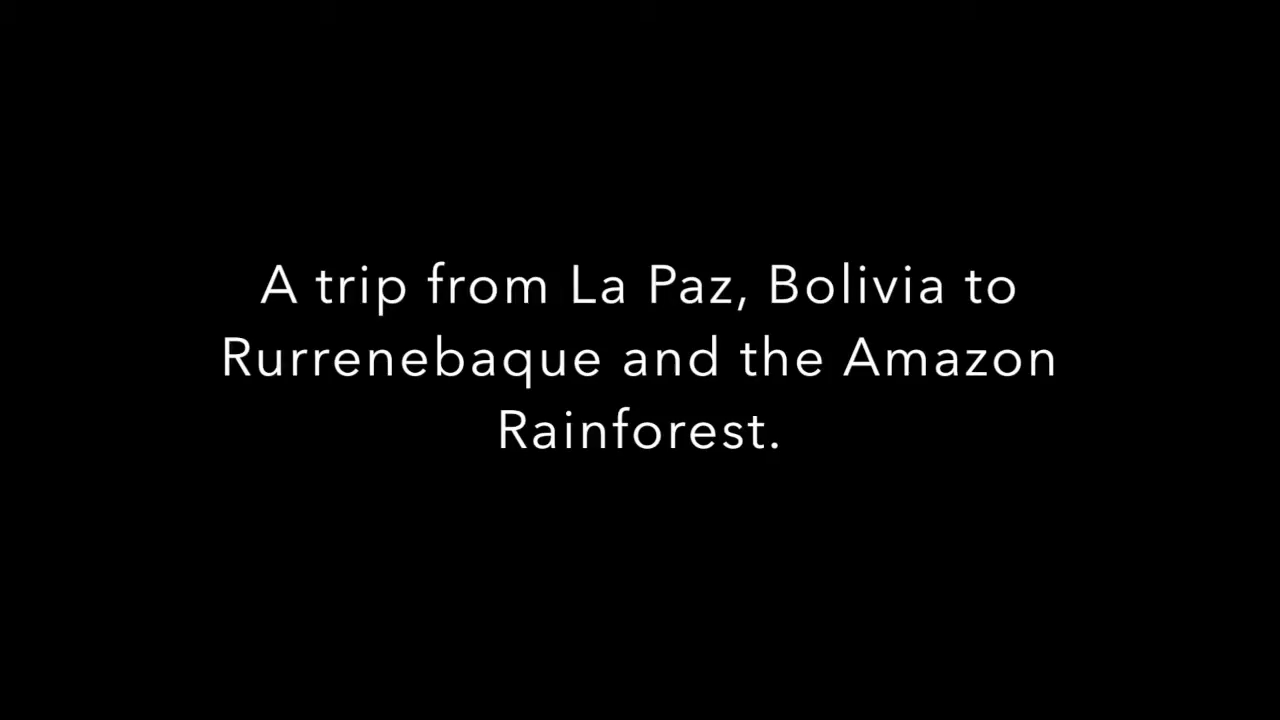 A trip from La Paz, Bolivia to
Rurrenebaque and the Amazon
Rainforest.